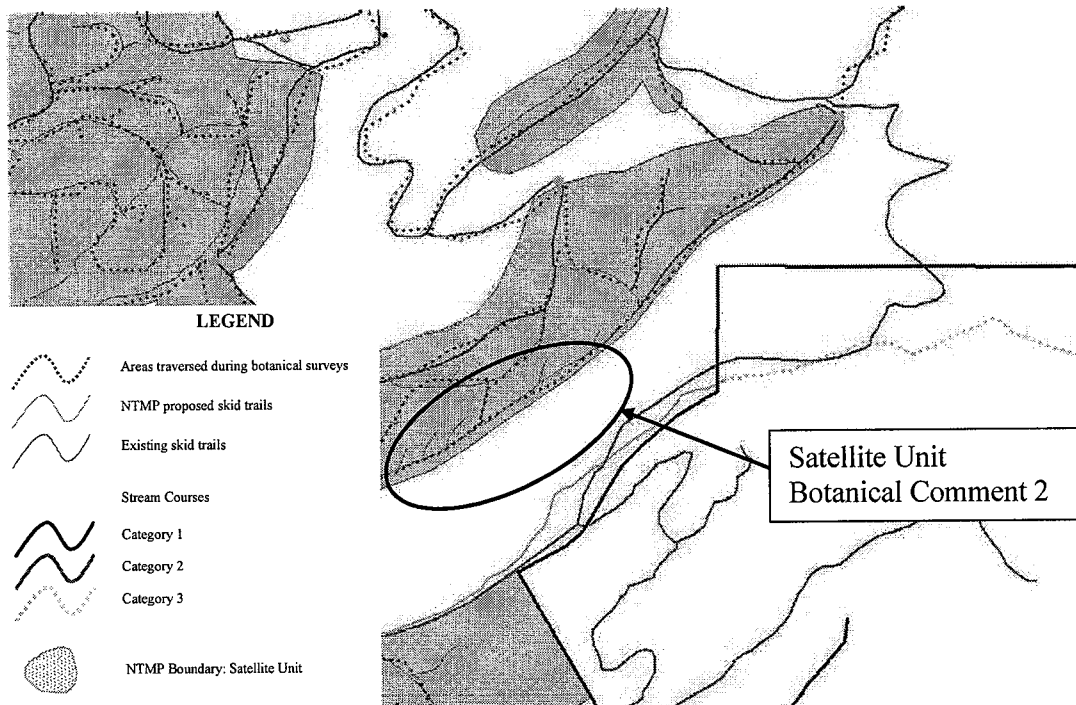 LEGEND
Areas traversed during botanical surveys
NTMP proposed skid trails
Existing skid trails
Stream Courses
Category 1
Category 2
Category 3
NTMP Boundary: Satellite Unit
Satellite Unit
Botanical Comment 2